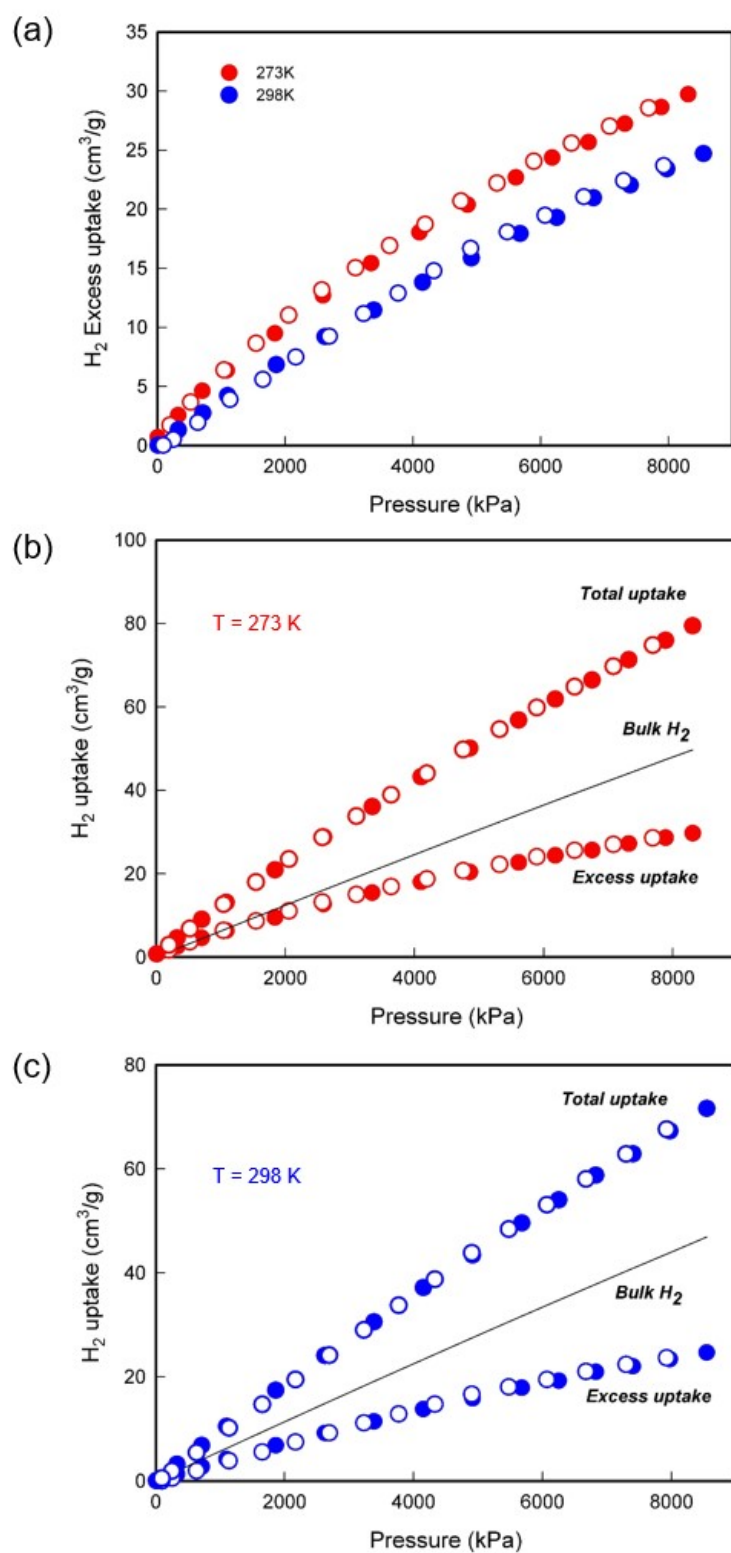 (a)
35
30
25
20
15
10
5
0
H2 Excess uptake (cm3/g)
273K
298K
0 2000 4000 6000 8000
Pressure (kPa)
(b)
100
80
60
40
20
0
H2 uptake (cm3/g)
T = 273 K
Total uptake
Bulk H2
Excess uptake
0 2000 4000 6000 8000
Pressure (kPa)
(c)
80
60
40
20
0
H2 uptake (cm3/g)
Total uptake
T = 298 K
Bulk H2
Excess uptake
0 2000 4000 6000 8000
Pressure (kPa)